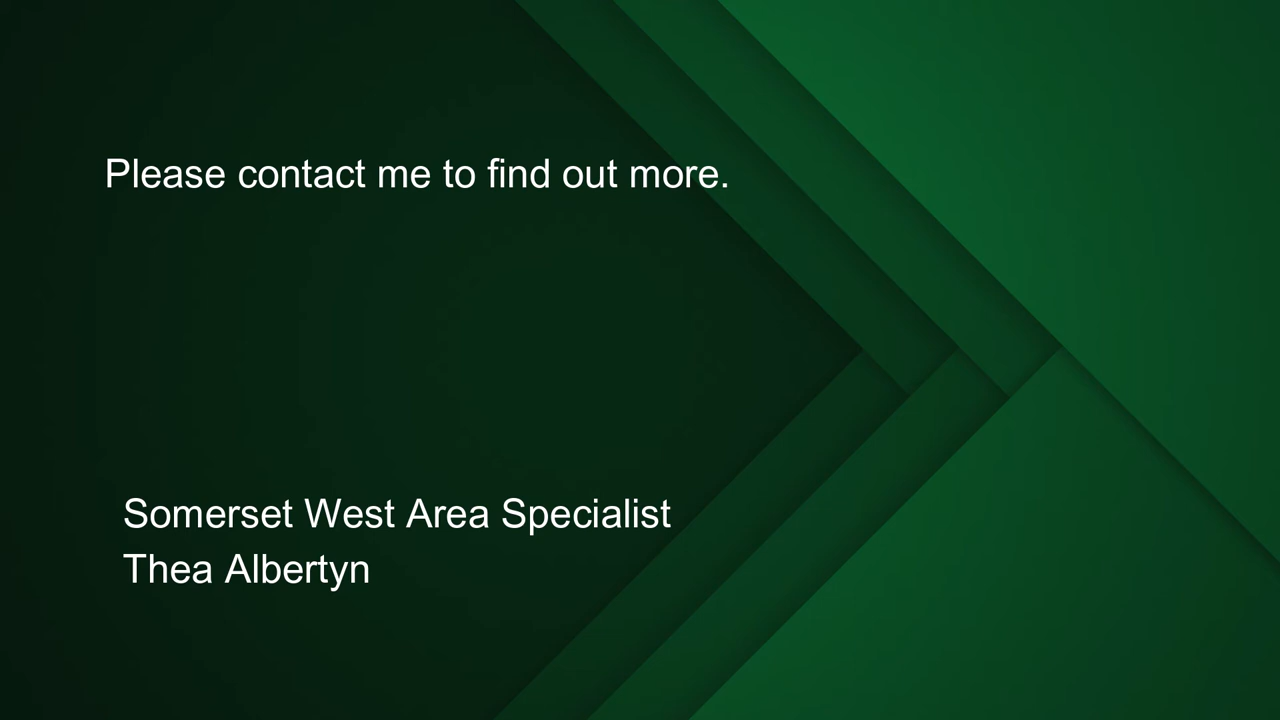 Please contact me to find out more.
Somerset West Area Specialist
Thea Albertyn